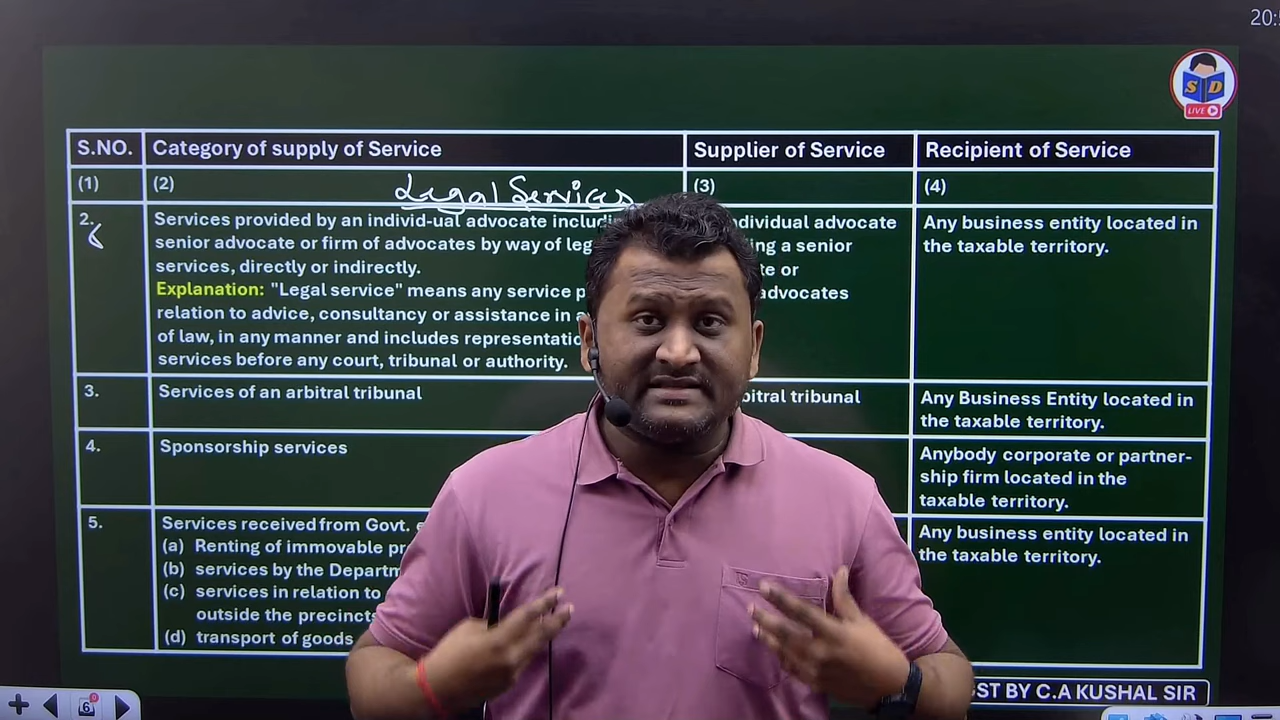 20:
S D
LIVE
S.NO. Category of supply of Service Supplier of Service Recipient of Service
(1) (2) Legal Services (3) (4)
2. Services provided by an individ-ual advocate ndividual advocate Any business entity located in
senior advocate or firm of advocates by way of ing a senior the taxable territory.
services, directly or indirectly. or
Explanation: "Legal service" means any service advocates
relation to advice, consultancy or assistance in
of law, in any manner and includes
services before any court, tribunal or authority.
3. Services of an arbitral tribunal bitral tribunal Any Business Entity located in
the taxable territory.
4. Sponsorship services Anybody corporate or partner-
ship firm located in the
taxable territory.
5. Services received from Govt. Any business entity located in
(a) Renting of immovable the taxable territory.
(b) services by the
(c) services in relation to
outside the precincts
(d) transport of goods
GST BY C.A KUSHAL SIR
6